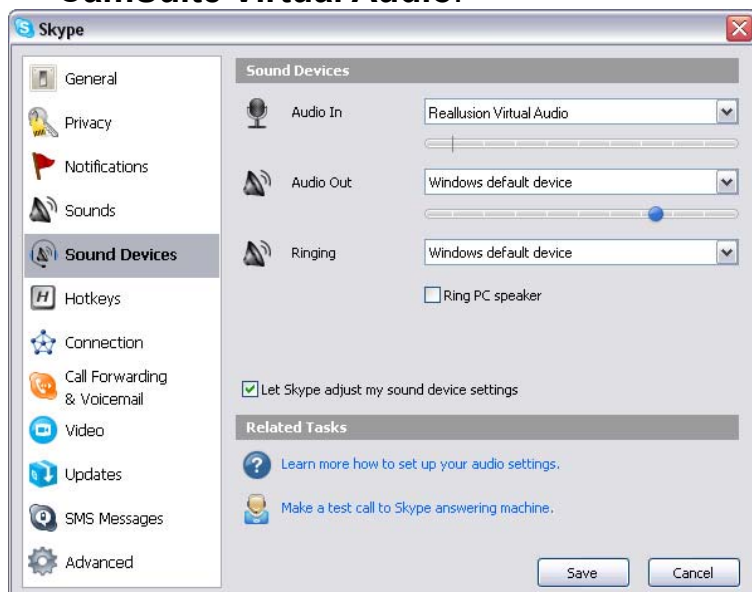 CamSuite Virtual Audio.
Skype
General
Privacy
Notifications
Sounds
Sound Devices
Hotkeys
Connection
Call Forwarding
& Voicemail
Video
Updates
SMS Messages
Advanced
Sound Devices
Audio In
Reallusion Virtual Audio
Audio Out
Windows default device
Ringing
Windows default device
Ring PC speaker
Let Skype adjust my sound device settings
Related Tasks
Learn more how to set up your audio settings.
Make a test call to Skype answering machine.
Save
Cancel